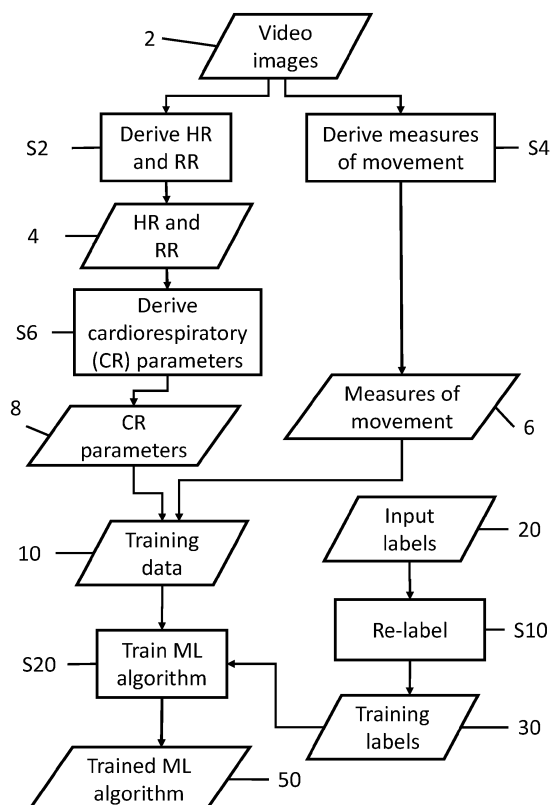 2
Video
images
S2
Derive HR
and RR
Derive measures
of movement
S4
4
HR and
RR
S6
Derive
cardiorespiratory
(CR) parameters
8
CR
parameters
Measures of
movement
6
10
Training
data
Input
labels
20
Re-label
S10
S20
Train ML
algorithm
Training
labels
30
Trained ML
algorithm
50